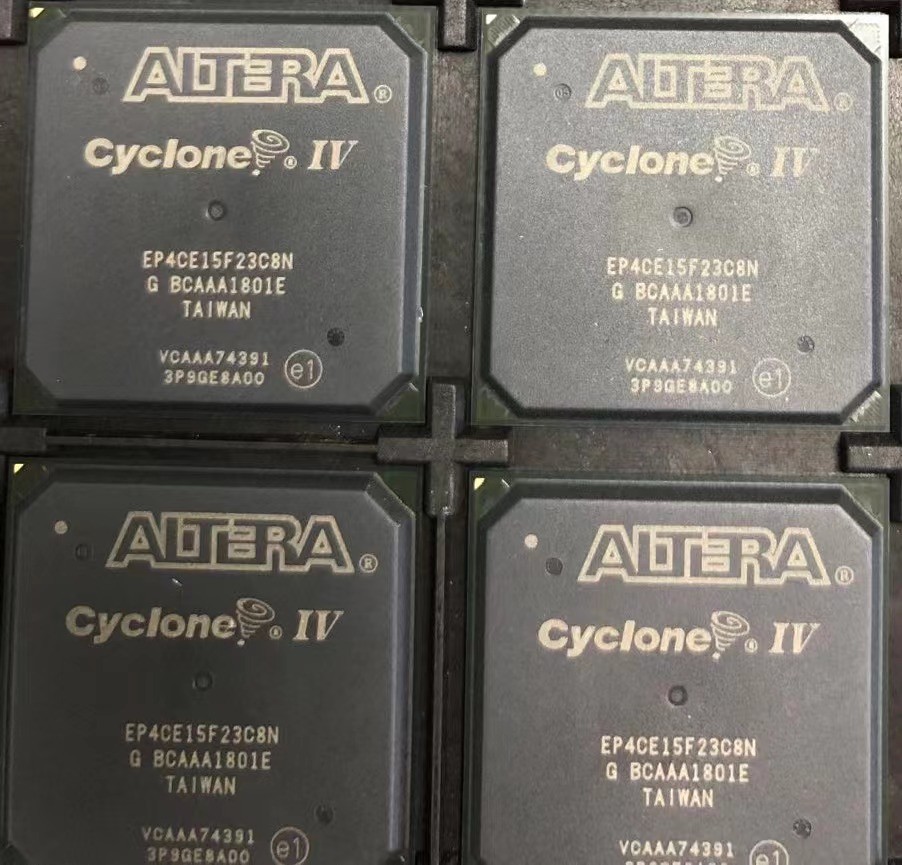 ALTERA®
Cyclone® IV
EP4CE15F23C8N
G BCAAA1801E
TAIWAN
VCAAA74391
3P9GE8A00
e1
ALTERA®
Cyclone® IV
EP4CE15F23C8N
G BCAAA1801E
TAIWAN
VCAAA74391
3P9GE8A00
e1
ALTERA®
Cyclone® IV
EP4CE15F23C8N
G BCAAA1801E
TAIWAN
VCAAA74391
3P9GE8A00
e1
ALTERA®
Cyclone® IV
EP4CE15F23C8N
G BCAAA1801E
TAIWAN
VCAAA74391
e1